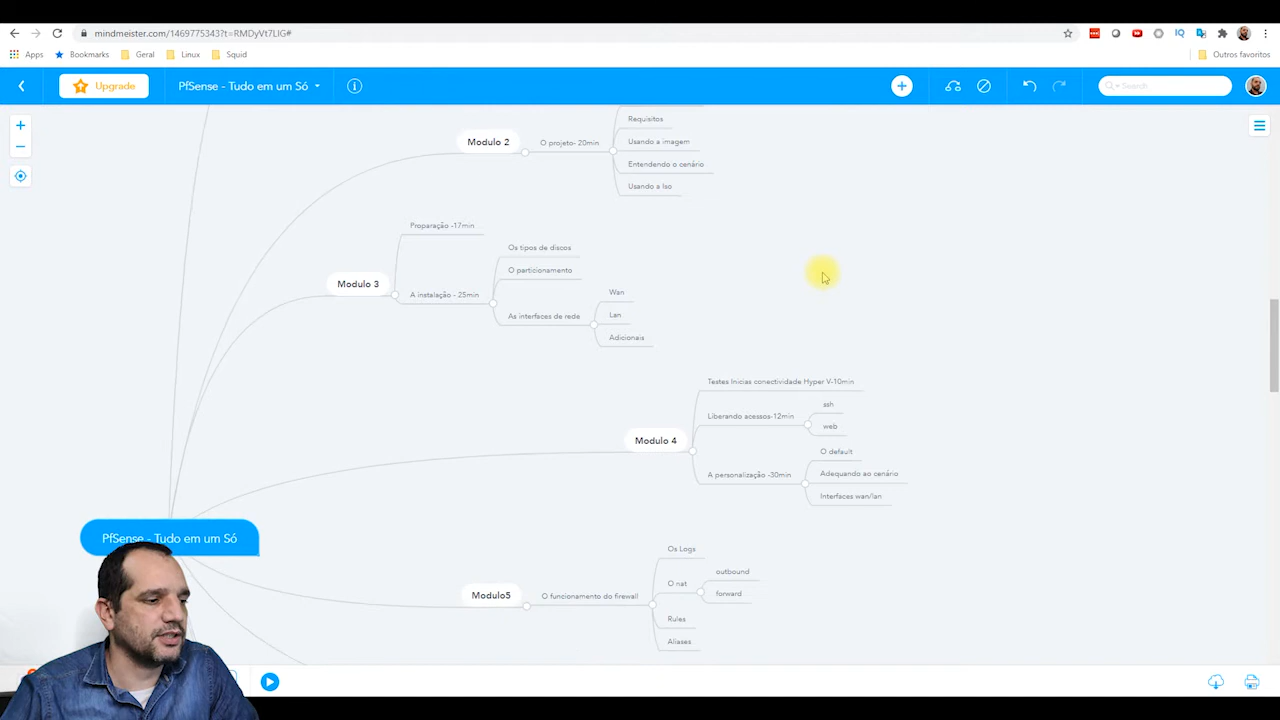 mindmeister.com/1469775343?t=RMDyVt7LIG#
Apps
Bookmarks
Geral
Linux
Squid
Outros favoritos
Upgrade
PfSense - Tudo em um Só
Search
Modulo 2
O projeto- 20min
Requisitos
Usando a imagem
Entendendo o cenário
Usando a Iso
Modulo 3
Proparação -17min
A instalação - 25min
Os tipos de discos
O particionamento
As interfaces de rede
Wan
Lan
Adicionais
Modulo 4
Testes Inicias conectividade Hyper V-10min
Liberando acessos-12min
ssh
web
A personalização -30min
O default
Adequando ao cenário
Interfaces wan/lan
PfSense - Tudo em um Só
Modulo5
O funcionamento do firewall
Os Logs
O nat
outbound
forward
Rules
Aliases